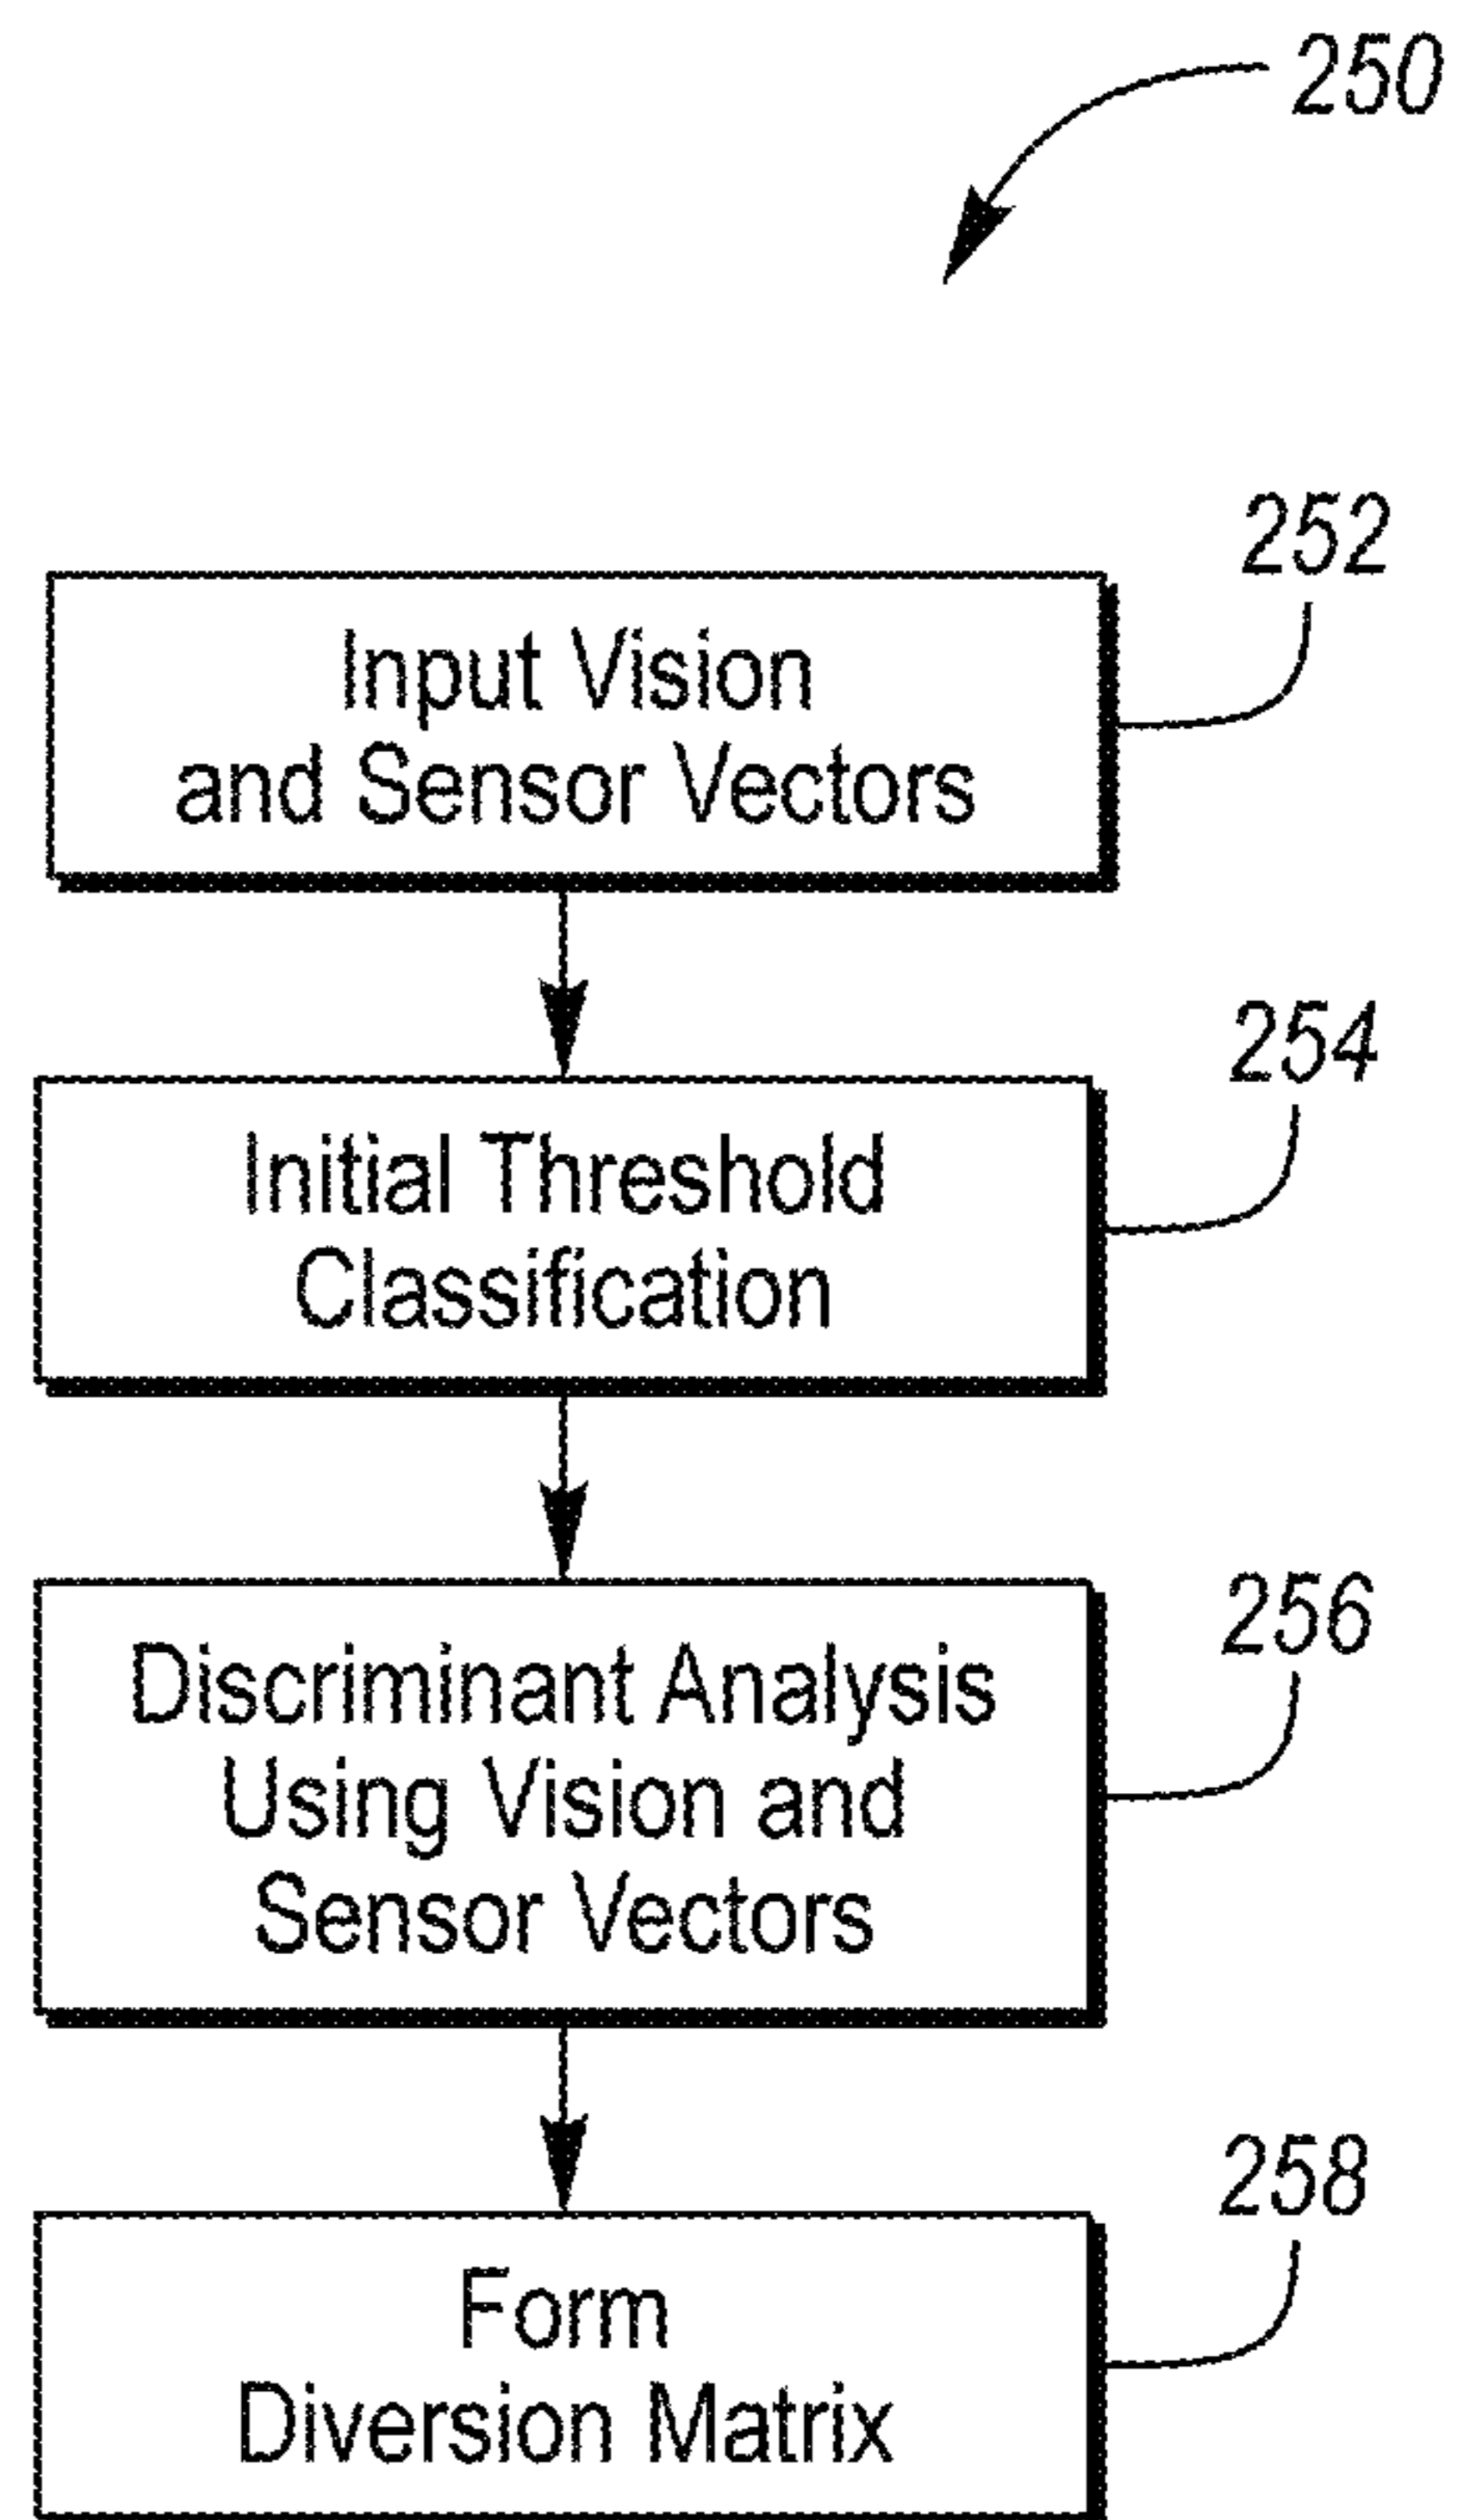 250
252
Input Vision
and Sensor Vectors
254
Initial Threshold
Classification
256
Discriminant Analysis
Using Vision and
Sensor Vectors
258
Form
Diversion Matrix